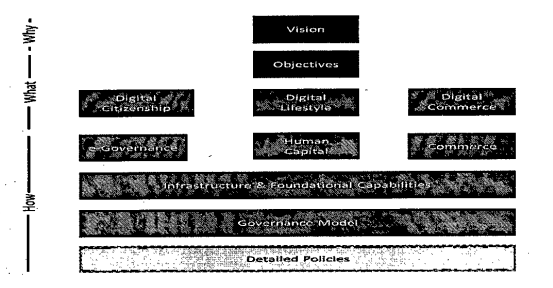 Why
What
How
Vision
Objectives
Digital
Citizenship
Digital
Lifestyle
Digital
Commerce
e-Governance
Human
Capital
Commerce
Infrastructure & Foundational Capabilities
Governance Model
Detailed Policies